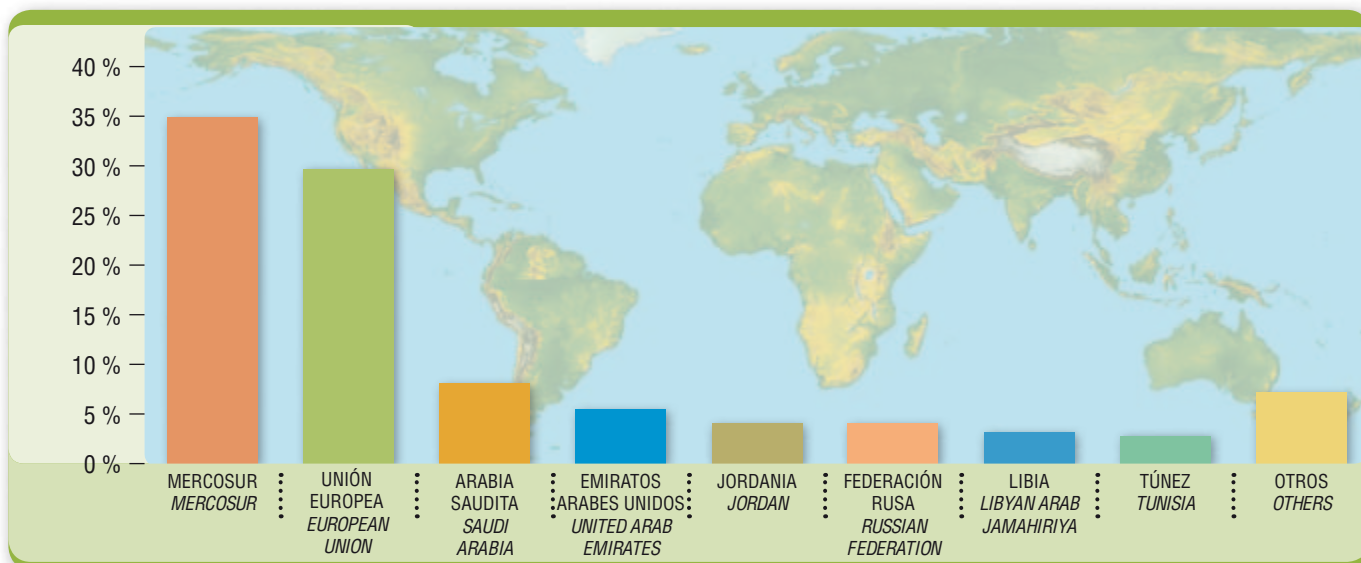 40 %
35 %
30 %
25 %
20 %
15 %
10 %
5 %
0 %
MERCOSUR
MERCOSUR
UNIÓN
EUROPEA
EUROPEAN
UNION
ARABIA
SAUDITA
SAUDI
ARABIA
EMIRATOS
ARABES UNIDOS
UNITED ARAB
EMIRATES
JORDANIA
JORDAN
FEDERACIÓN
RUSA
RUSSIAN
FEDERATION
LIBIA
LIBYAN ARAB
JAMAHIRIYA
TÚNEZ
TUNISIA
OTROS
OTHERS